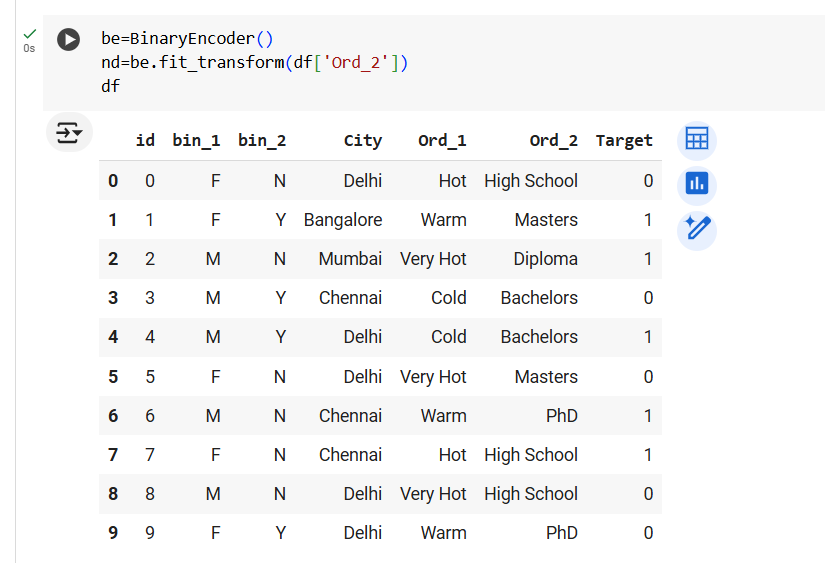 0s
be=BinaryEncoder()
nd=be.fit_transform(df['Ord_2'])
df
id bin_1 bin_2 City Ord_1 Ord_2 Target
0 0 F N Delhi Hot High School 0
1 1 F Y Bangalore Warm Masters 1
2 2 M N Mumbai Very Hot Diploma 1
3 3 M Y Chennai Cold Bachelors 0
4 4 M Y Delhi Cold Bachelors 1
5 5 F N Delhi Very Hot Masters 0
6 6 M N Chennai Warm PhD 1
7 7 F N Chennai Hot High School 1
8 8 M N Delhi Very Hot High School 0
9 9 F Y Delhi Warm PhD 0